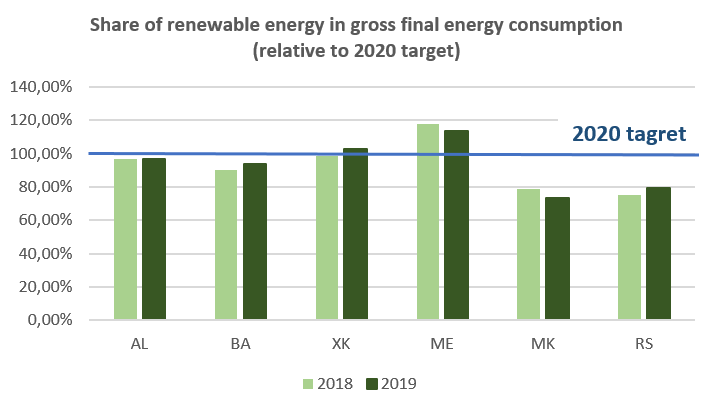 Share of renewable energy in gross final energy consumption
(relative to 2020 target)
140,00%
120,00%
100,00%
80,00%
60,00%
40,00%
20,00%
0,00%
2020 tagret
AL BA XK ME MK RS
2018 2019